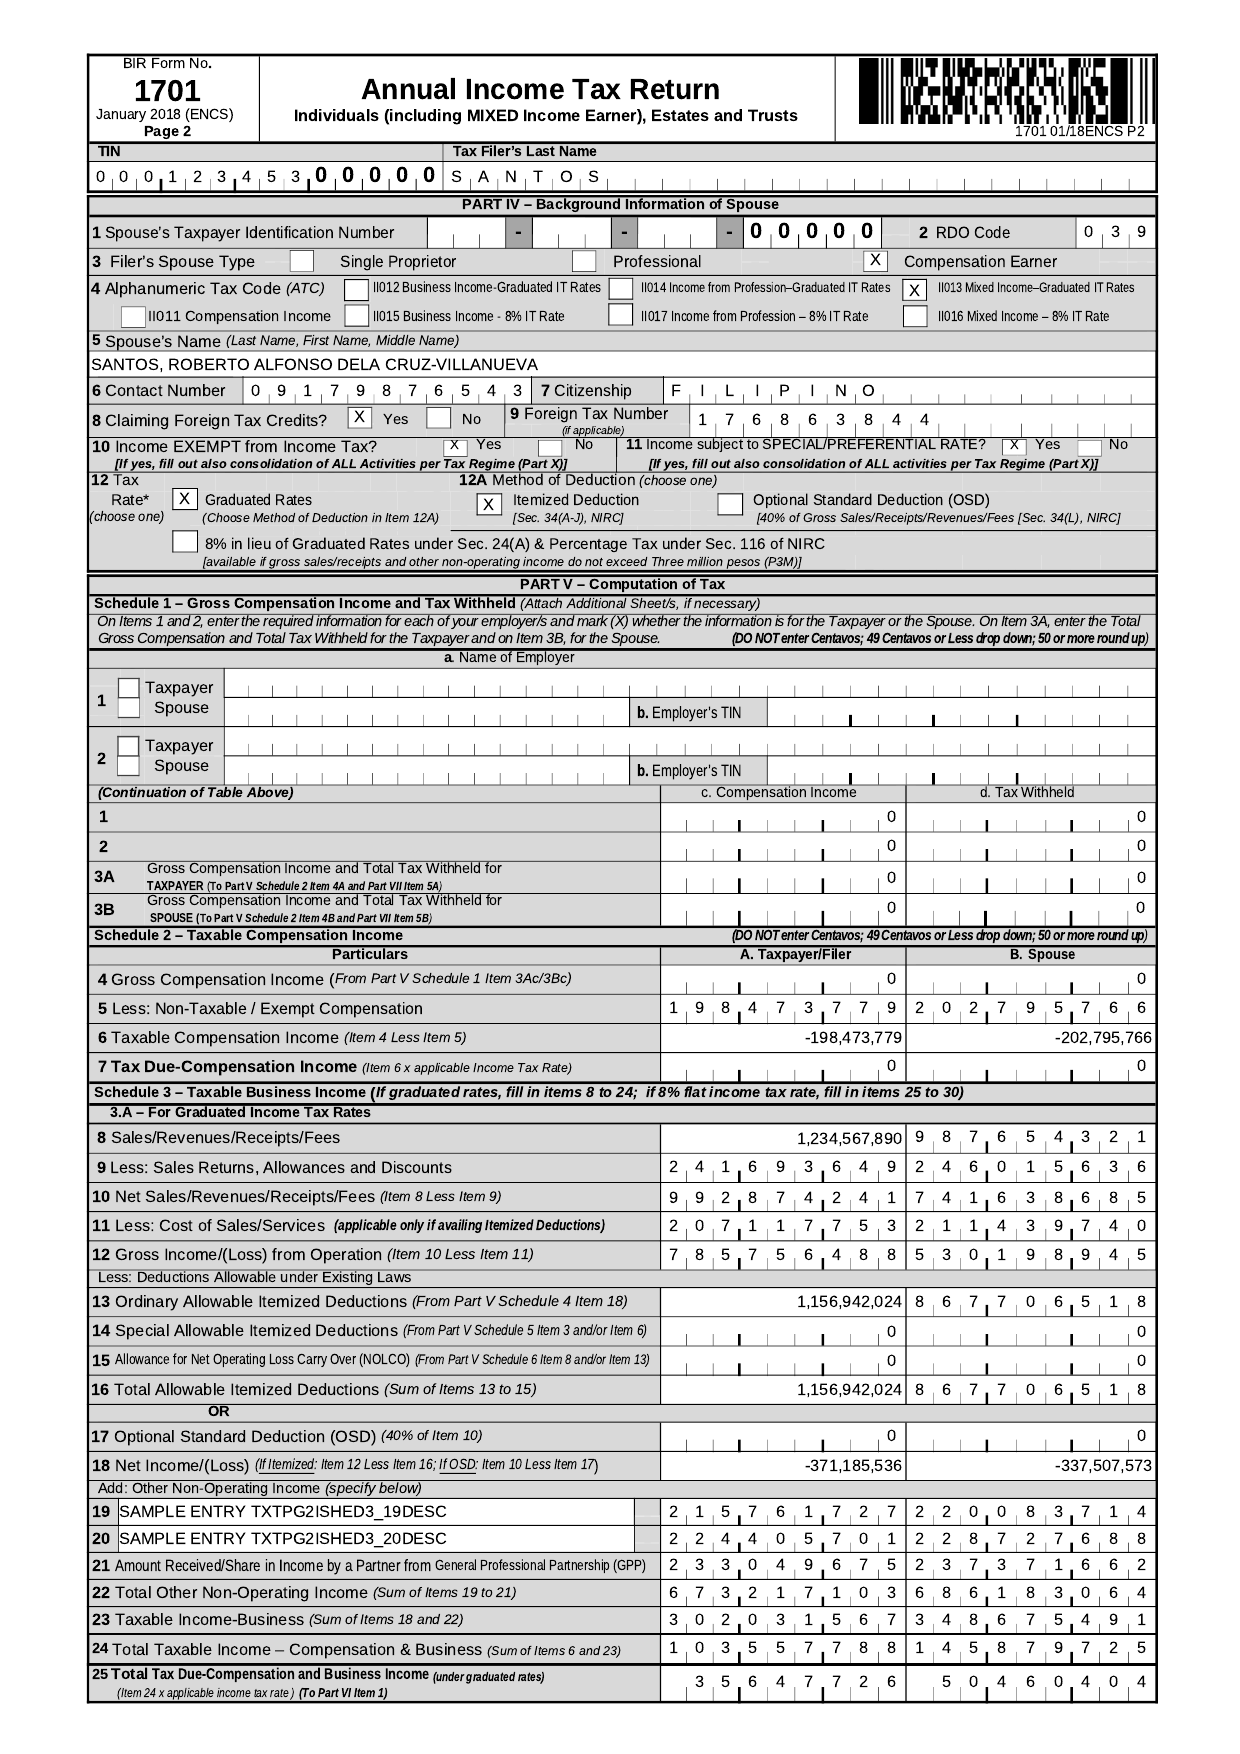 BIR Form No.
1701
January 2018 (ENCS)
Page 2
Annual Income Tax Return
Individuals (including MIXED Income Earner), Estates and Trusts
1701 01/18ENCS P2
TIN Tax Filer's Last Name
0 0 0 1 2 3 4 5 3 0 0 0 0 0 S A N T O S
PART IV – Background Information of Spouse
1 Spouse's Taxpayer Identification Number - - - 0 0 0 0 0 2 RDO Code 0 3 9
3 Filer's Spouse Type Single Proprietor Professional X Compensation Earner
4 Alphanumeric Tax Code (ATC) II012 Business Income-Graduated IT Rates II014 Income from Profession–Graduated IT Rates X II013 Mixed Income–Graduated IT Rates
II011 Compensation Income II015 Business Income - 8% IT Rate II017 Income from Profession – 8% IT Rate II016 Mixed Income – 8% IT Rate
5 Spouse's Name (Last Name, First Name, Middle Name)
SANTOS, ROBERTO ALFONSO DELA CRUZ-VILLANUEVA
6 Contact Number 0 9 1 7 9 8 7 6 5 4 3 7 Citizenship F I L I P I N O
8 Claiming Foreign Tax Credits? X Yes No 9 Foreign Tax Number (if applicable) 1 7 6 8 6 3 8 4 4
10 Income EXEMPT from Income Tax? X Yes No 11 Income subject to SPECIAL/PREFERENTIAL RATE? X Yes No
[If yes, fill out also consolidation of ALL Activities per Tax Regime (Part X)] [If yes, fill out also consolidation of ALL activities per Tax Regime (Part X)]
12 Tax 12A Method of Deduction (choose one)
Rate* X Graduated Rates X Itemized Deduction Optional Standard Deduction (OSD)
(choose one) (Choose Method of Deduction in Item 12A) [Sec. 34(A-J), NIRC] [40% of Gross Sales/Receipts/Revenues/Fees [Sec. 34(L), NIRC]
8% in lieu of Graduated Rates under Sec. 24(A) & Percentage Tax under Sec. 116 of NIRC
[available if gross sales/receipts and other non-operating income do not exceed Three million pesos (P3M)]
PART V – Computation of Tax
Schedule 1 – Gross Compensation Income and Tax Withheld (Attach Additional Sheet/s, if necessary)
On Items 1 and 2, enter the required information for each of your employer/s and mark (X) whether the information is for the Taxpayer or the Spouse. On Item 3A, enter the Total
Gross Compensation and Total Tax Withheld for the Taxpayer and on Item 3B, for the Spouse. (DO NOT enter Centavos; 49 Centavos or Less drop down; 50 or more round up)
a. Name of Employer
1 Taxpayer
Spouse b. Employer's TIN
2 Taxpayer
Spouse b. Employer's TIN
(Continuation of Table Above) c. Compensation Income d. Tax Withheld
1 0 0
2 0 0
3A Gross Compensation Income and Total Tax Withheld for
TAXPAYER (To Part V Schedule 2 Item 4A and Part VII Item 5A) 0 0
3B Gross Compensation Income and Total Tax Withheld for
SPOUSE (To Part V Schedule 2 Item 4B and Part VII Item 5B) 0 0
Schedule 2 – Taxable Compensation Income (DO NOT enter Centavos; 49 Centavos or Less drop down; 50 or more round up)
Particulars A. Taxpayer/Filer B. Spouse
4 Gross Compensation Income (From Part V Schedule 1 Item 3Ac/3Bc) 0 0
5 Less: Non-Taxable / Exempt Compensation 1 9 8 4 7 3 7 7 9 2 0 2 7 9 5 7 6 6
6 Taxable Compensation Income (Item 4 Less Item 5) -198,473,779 -202,795,766
7 Tax Due-Compensation Income (Item 6 x applicable Income Tax Rate) 0 0
Schedule 3 – Taxable Business Income (If graduated rates, fill in items 8 to 24; if 8% flat income tax rate, fill in items 25 to 30)
3.A – For Graduated Income Tax Rates
8 Sales/Revenues/Receipts/Fees 1,234,567,890 9 8 7 6 5 4 3 2 1
9 Less: Sales Returns, Allowances and Discounts 2 4 1 6 9 3 6 4 9 2 4 6 0 1 5 6 3 6
10 Net Sales/Revenues/Receipts/Fees (Item 8 Less Item 9) 9 9 2 8 7 4 2 4 1 7 4 1 6 3 8 6 8 5
11 Less: Cost of Sales/Services (applicable only if availing Itemized Deductions) 2 0 7 1 1 7 7 5 3 2 1 1 4 3 9 7 4 0
12 Gross Income/(Loss) from Operation (Item 10 Less Item 11) 7 8 5 7 5 6 4 8 8 5 3 0 1 9 8 9 4 5
Less: Deductions Allowable under Existing Laws
13 Ordinary Allowable Itemized Deductions (From Part V Schedule 4 Item 18) 1,156,942,024 8 6 7 7 0 6 5 1 8
14 Special Allowable Itemized Deductions (From Part V Schedule 5 Item 3 and/or Item 6) 0 0
15 Allowance for Net Operating Loss Carry Over (NOLCO) (From Part V Schedule 6 Item 8 and/or Item 13) 0 0
16 Total Allowable Itemized Deductions (Sum of Items 13 to 15) 1,156,942,024 8 6 7 7 0 6 5 1 8
OR
17 Optional Standard Deduction (OSD) (40% of Item 10) 0 0
18 Net Income/(Loss) (If Itemized: Item 12 Less Item 16; If OSD: Item 10 Less Item 17) -371,185,536 -337,507,573
Add: Other Non-Operating Income (specify below)
19 SAMPLE ENTRY TXTPG2ISHED3_19DESC 2 1 5 7 6 1 7 2 7 2 2 0 0 8 3 7 1 4
20 SAMPLE ENTRY TXTPG2ISHED3_20DESC 2 2 4 4 0 5 7 0 1 2 2 8 7 2 7 6 8 8
21 Amount Received/Share in Income by a Partner from General Professional Partnership (GPP) 2 3 3 0 4 9 6 7 5 2 3 7 3 7 1 6 6 2
22 Total Other Non-Operating Income (Sum of Items 19 to 21) 6 7 3 2 1 7 1 0 3 6 8 6 1 8 3 0 6 4
23 Taxable Income-Business (Sum of Items 18 and 22) 3 0 2 0 3 1 5 6 7 3 4 8 6 7 5 4 9 1
24 Total Taxable Income – Compensation & Business (Sum of Items 6 and 23) 1 0 3 5 5 7 7 8 8 1 4 5 8 7 9 7 2 5
25 Total Tax Due-Compensation and Business Income (under graduated rates)
(Item 24 x applicable income tax rate ) (To Part VI Item 1) 3 5 6 4 7 7 2 6 5 0 4 6 0 4 0 4